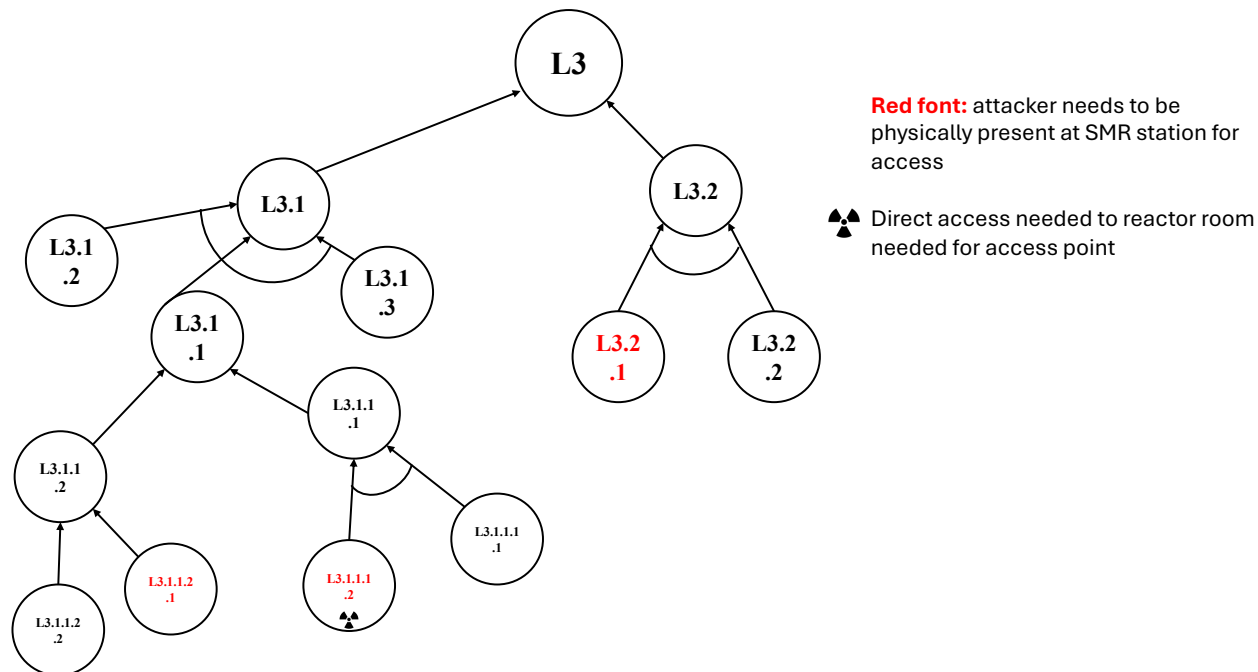 L3
Red font: attacker needs to be
physically present at SMR station for
access
L3.1
L3.2
Direct access needed to reactor room
needed for access point
L3.1
.2
L3.1
.3
L3.1
.1
L3.2
.1
L3.2
.2
L3.1.1
.1
L3.1.1
.2
L3.1.1.1
.1
L3.1.1.2
.1
L3.1.1.1
.2
L3.1.1.2
.2